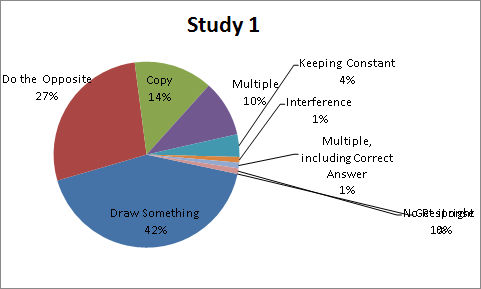 Study 1
Keeping Constant
4%
Do the Opposite
27%
Copy
14%
Multiple
10%
Interference
1%
Multiple,
including Correct
Answer
1%
Draw Something
42%